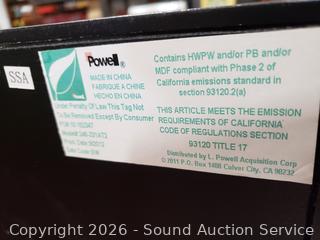 SSA
Powell
MADE IN CHINA
FABRIQUE A CHINE
HECHO EN CHINA
Under Penalty Of Law This Tag Not
To Be Removed Except By Consumer
Contains HWPW and/or PB and/or
MDF compliant with Phase 2 of
California emissions standard in
section 93120.2(a)
THIS ARTICLE MEETS THE EMISSION
REQUIREMENTS OF CALIFORNIA
CODE OF REGULATIONS SECTION
93120 TITLE 17
Distributed by L. Powell Acquisition Corp
©2011 P.O. Box 1408 Culver City, CA 90232
Copyright 2026 - Sound Auction Service